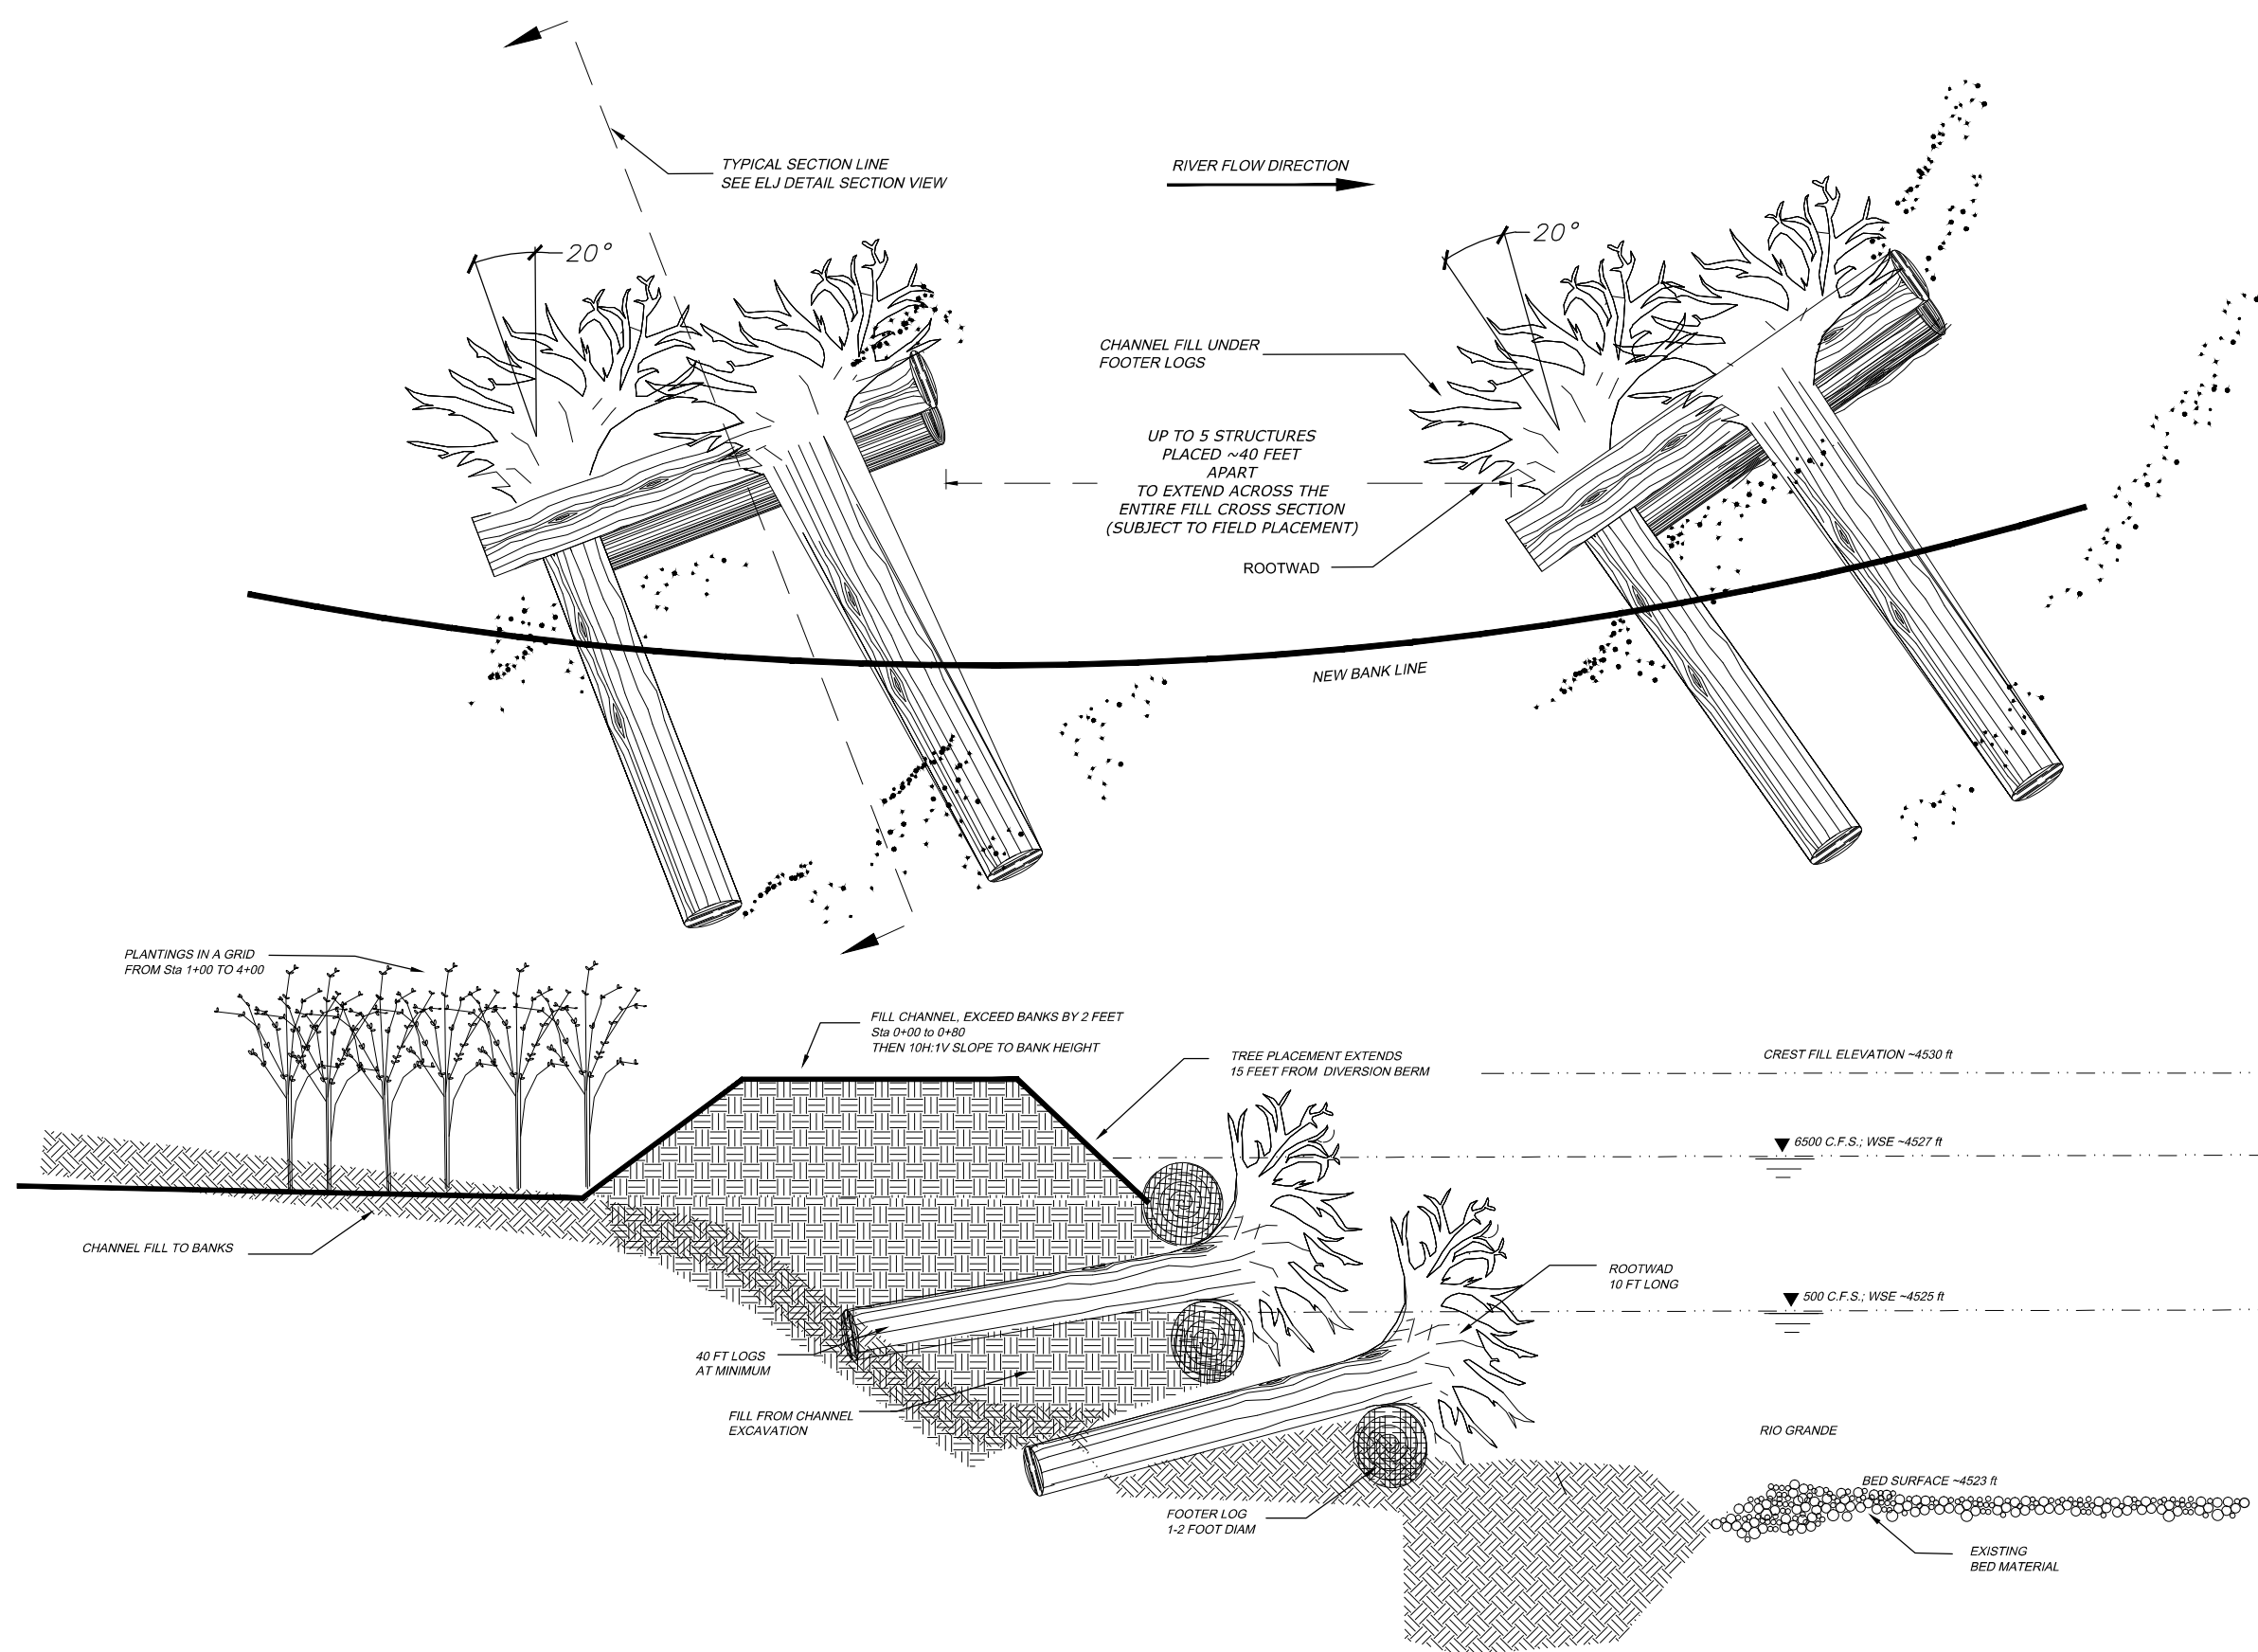 TYPICAL SECTION LINE
SEE ELJ DETAIL SECTION VIEW
RIVER FLOW DIRECTION
20°
20°
CHANNEL FILL UNDER
FOOTER LOGS
UP TO 5 STRUCTURES
PLACED ~40 FEET
APART
TO EXTEND ACROSS THE
ENTIRE FILL CROSS SECTION
(SUBJECT TO FIELD PLACEMENT)
ROOTWAD
NEW BANK LINE
PLANTINGS IN A GRID
FROM Sta 1+00 TO 4+00
FILL CHANNEL, EXCEED BANKS BY 2 FEET
Sta 0+00 to 0+80
THEN 10H:1V SLOPE TO BANK HEIGHT
TREE PLACEMENT EXTENDS
15 FEET FROM DIVERSION BERM
CREST FILL ELEVATION ~4530 ft
6500 C.F.S.; WSE ~4527 ft
CHANNEL FILL TO BANKS
ROOTWAD
10 FT LONG
500 C.F.S.; WSE ~4525 ft
40 FT LOGS
AT MINIMUM
FILL FROM CHANNEL
EXCAVATION
RIO GRANDE
BED SURFACE ~4523 ft
FOOTER LOG
1-2 FOOT DIAM
EXISTING
BED MATERIAL